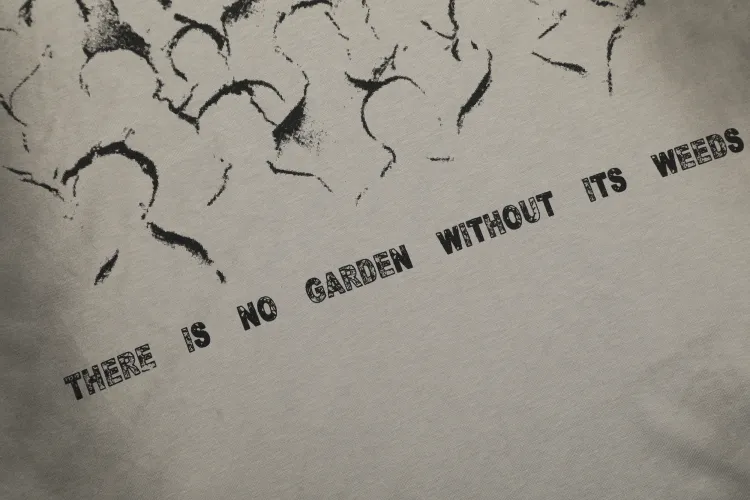 THERE IS NO GARDEN WITHOUT ITS WEEDS